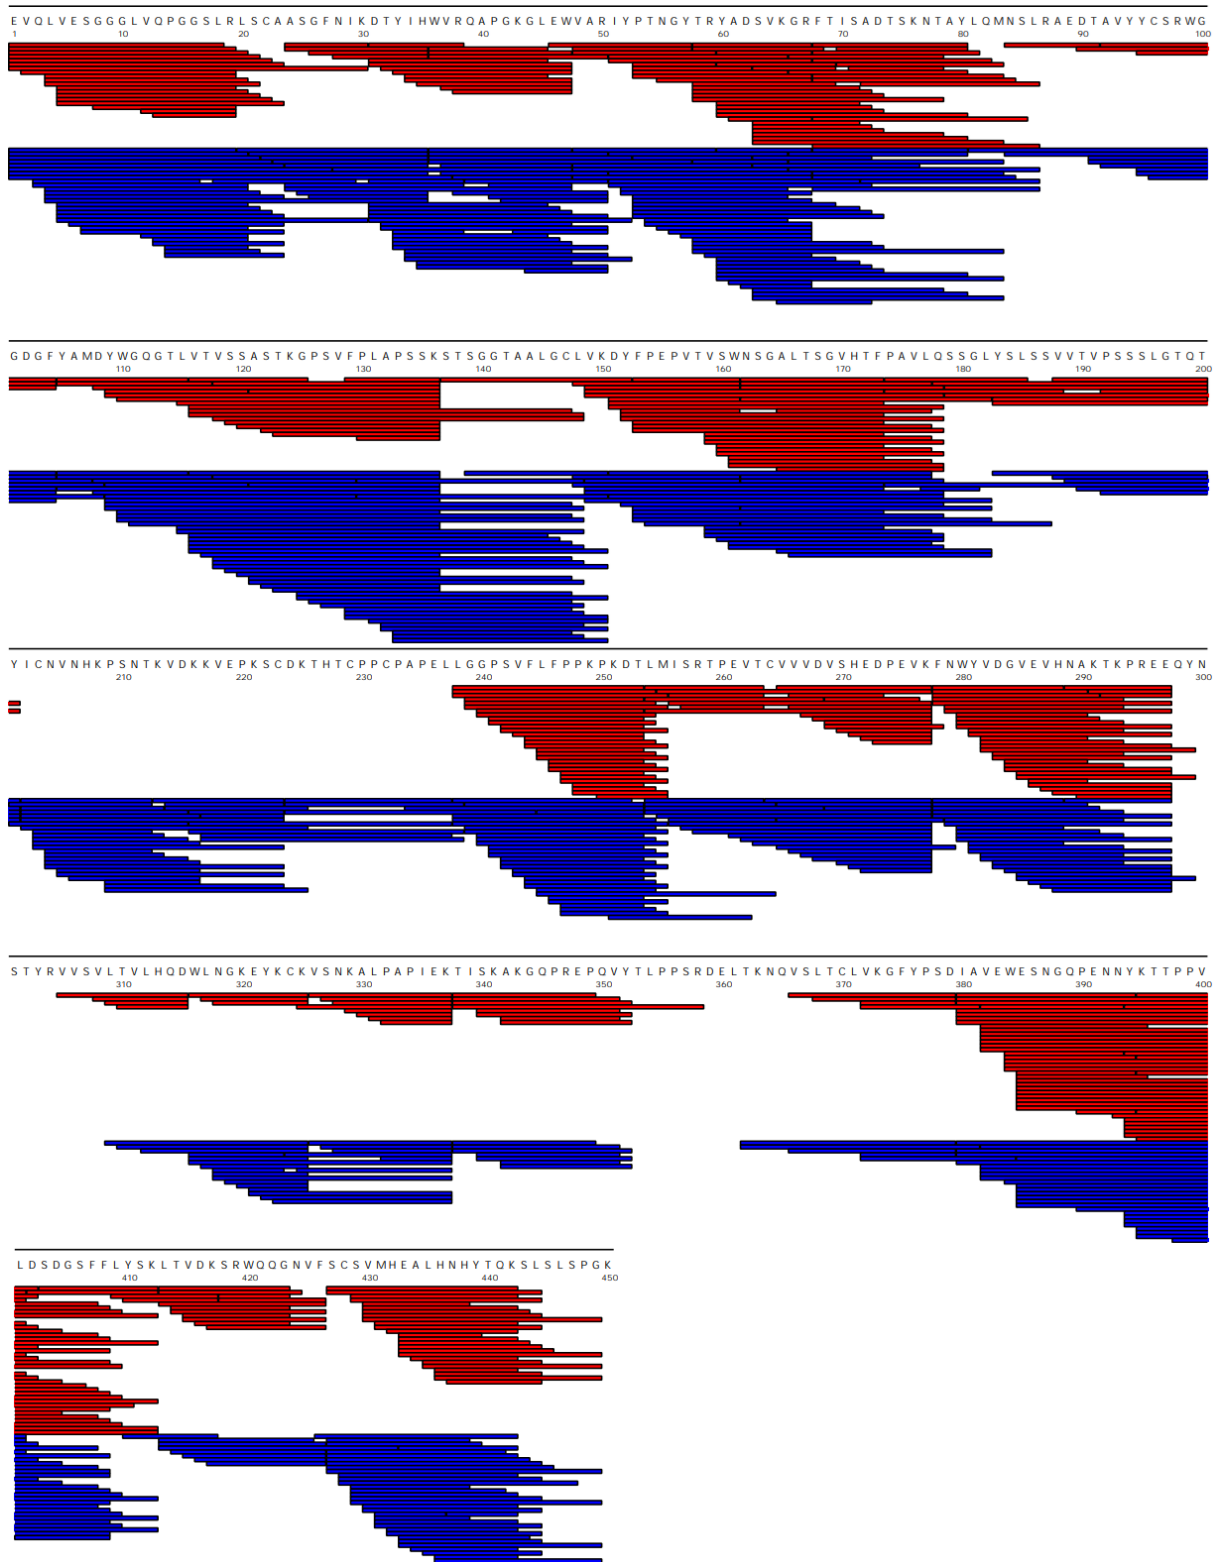 EVQLVESGGGLVQPGGSLRLSCAASGFNIKDTYIHWVRQAPGKGLEWVARIYPTNGYTRYADSVKGRFTISADTSKNTAYLQMNSLRAEDTAVYYCSRWG
1 10 20 30 40 50 60 70 80 90 100
GDGFYAMDYWGQGTLVTVSSASTKGPSVFPLAPSSKSTSGGTAALGCLVKDYFPEPVTVSWNSGALTSGVHTFPAVLQSSGLYSLSSVVTVPSSSLGTQT
110 120 130 140 150 160 170 180 190 200
YICNVNHKPSNTKVDKKVEPKSCDKTHTCPPCPAPELLGGPSVFLFPPKPKDTLMISRTPEVTCVVVDVSHEDPEVKFNWYVDGVEVHNAKTKPREEQYN
210 220 230 240 250 260 270 280 290 300
STYRVVSVLTVLHQDWLNGKEYKCKVSNKALPAPIEKTISKAKGQPREPQVYTLPPSRDELTKNQVSLTCLVKGFYPSDIAVEWESNGQPENNYKTTPPV
310 320 330 340 350 360 370 380 390 400
LDSDGSFFLYSKLTVDKSRWQQGNVFSCSVMHEALHNHYTQKSLSLSPGK
410 420 430 440 450